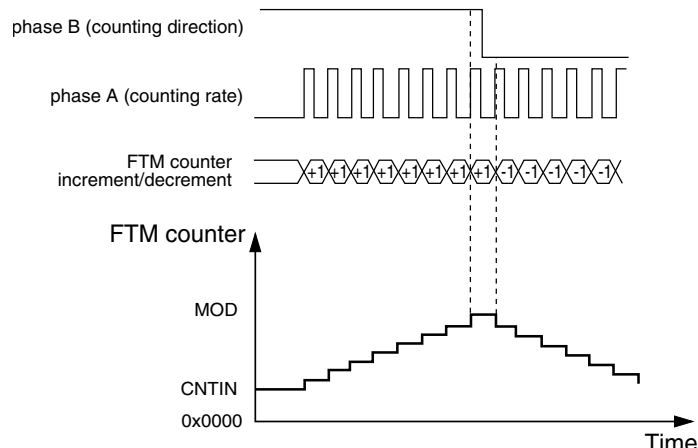 phase B (counting direction)
phase A (counting rate)
FTM counter
increment/decrement
+1 +1 +1 +1 +1 +1 +1 +1 -1 -1 -1 -1 -1
FTM counter
MOD
CNTIN
0x0000
Time